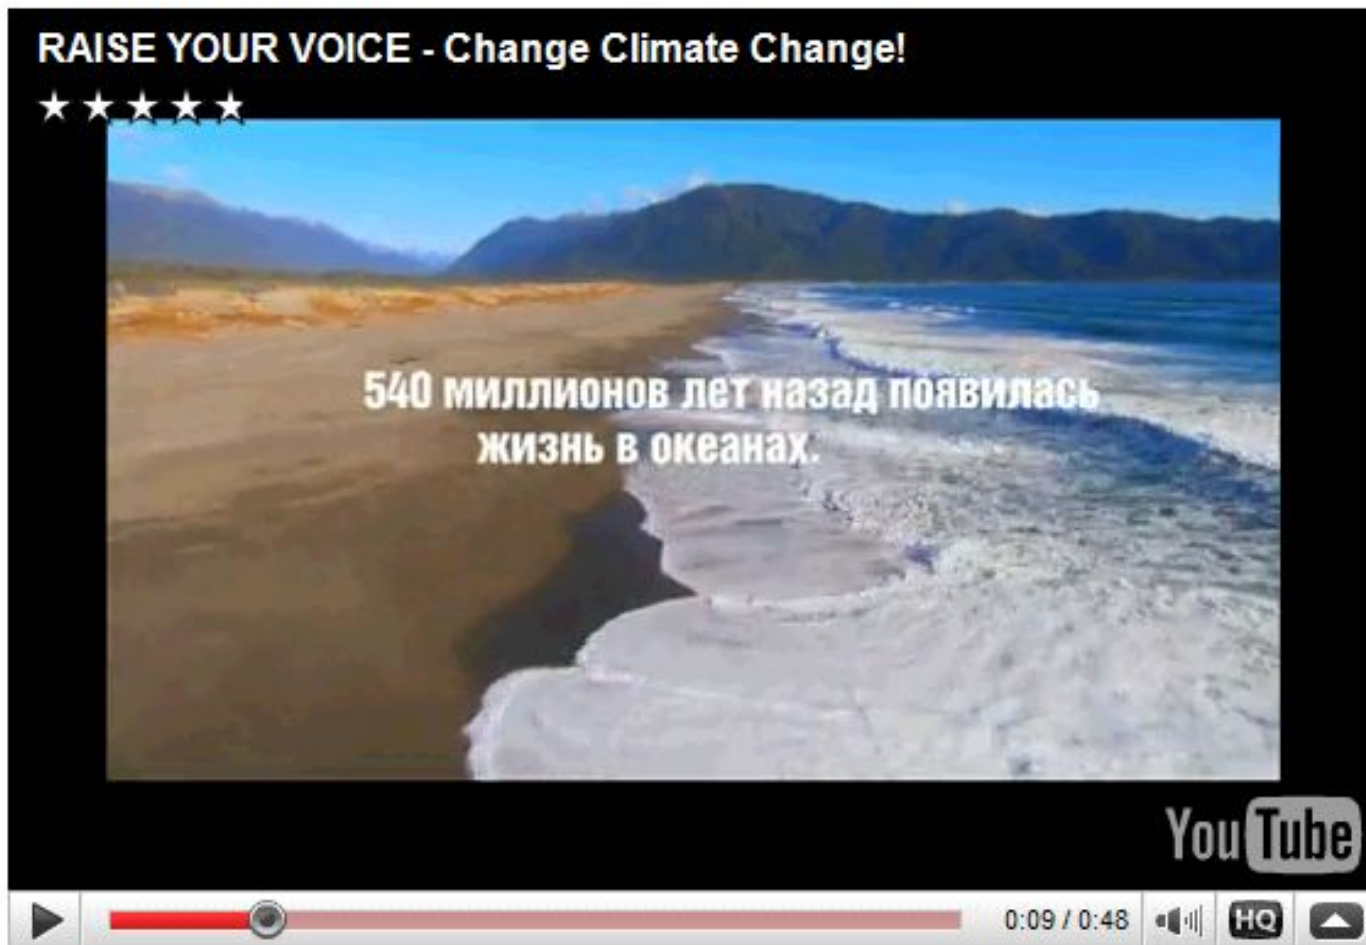 RAISE YOUR VOICE - Change Climate Change!
540 миллионов лет назад появилась
жизнь в океанах.
YouTube
0:09 / 0:48 HQ